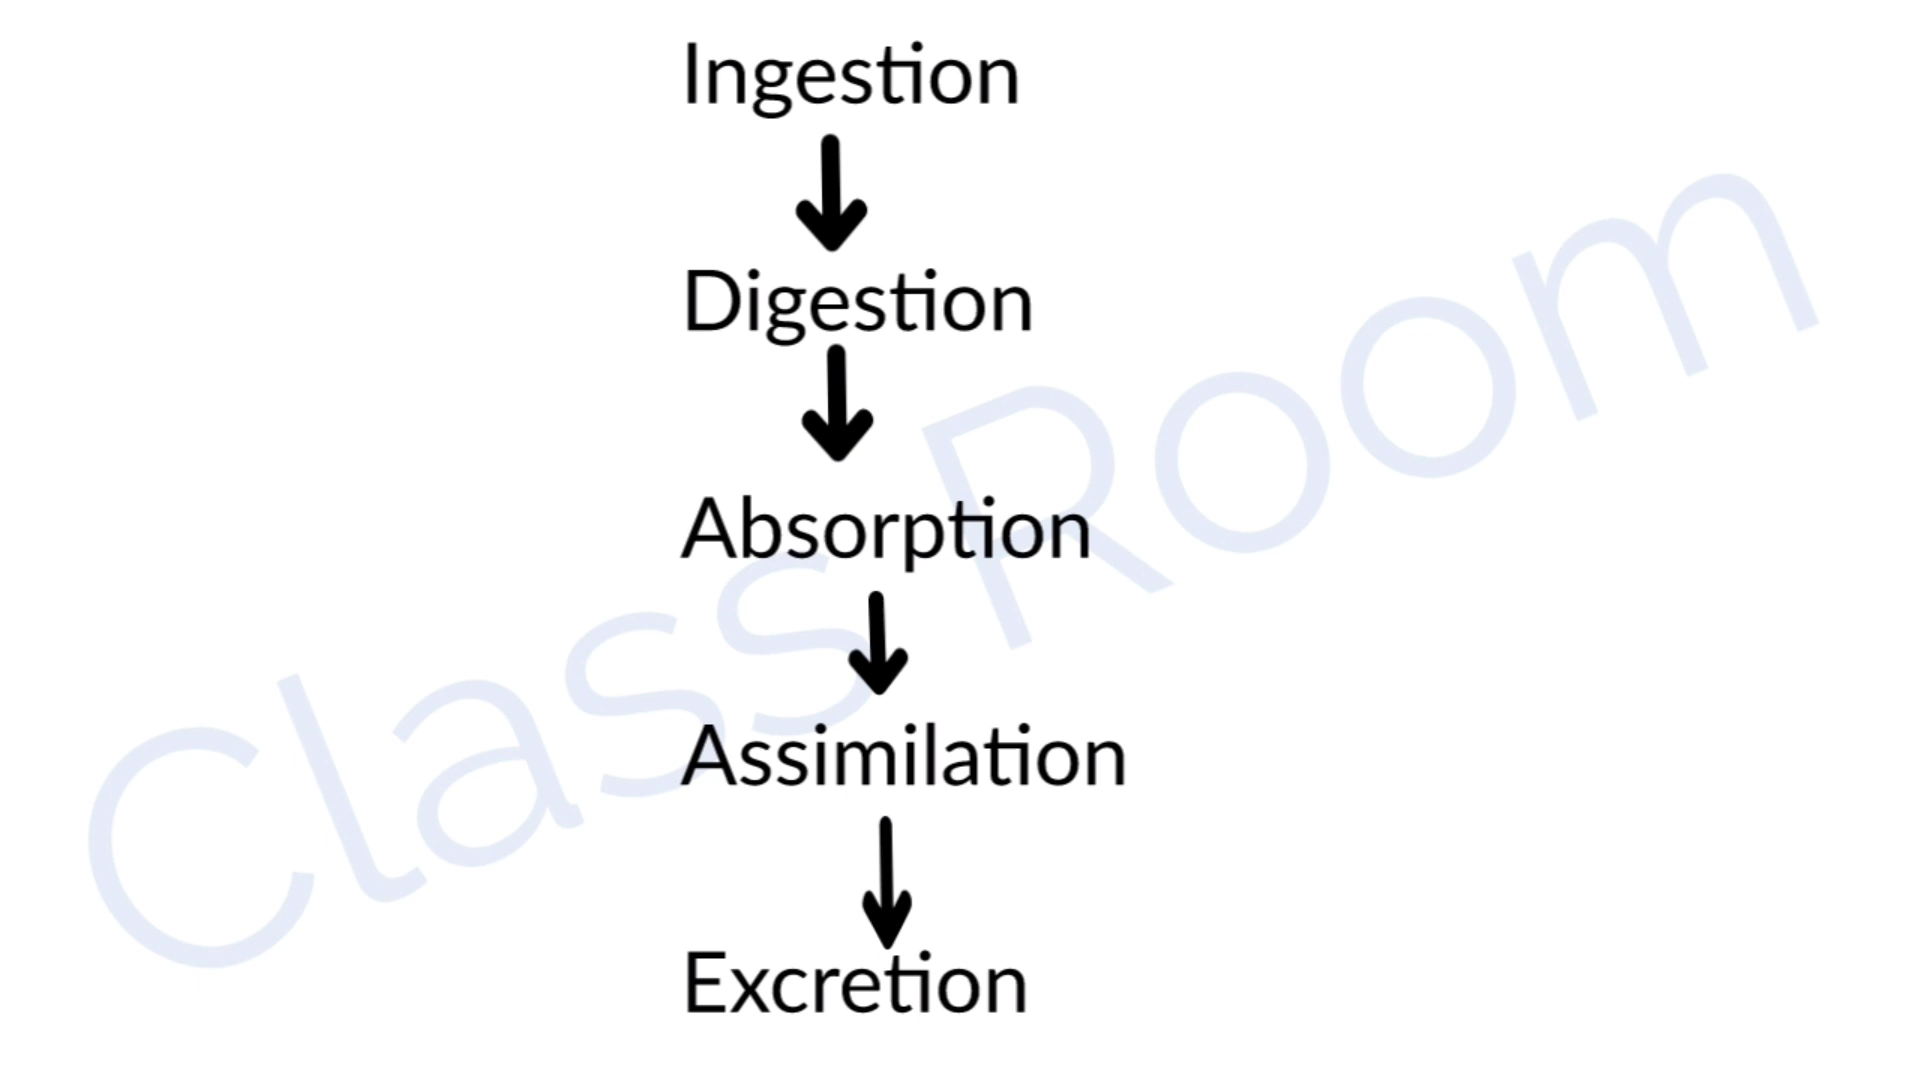 Ingestion
Digestion
Absorption
Assimilation
Excretion
Class Room